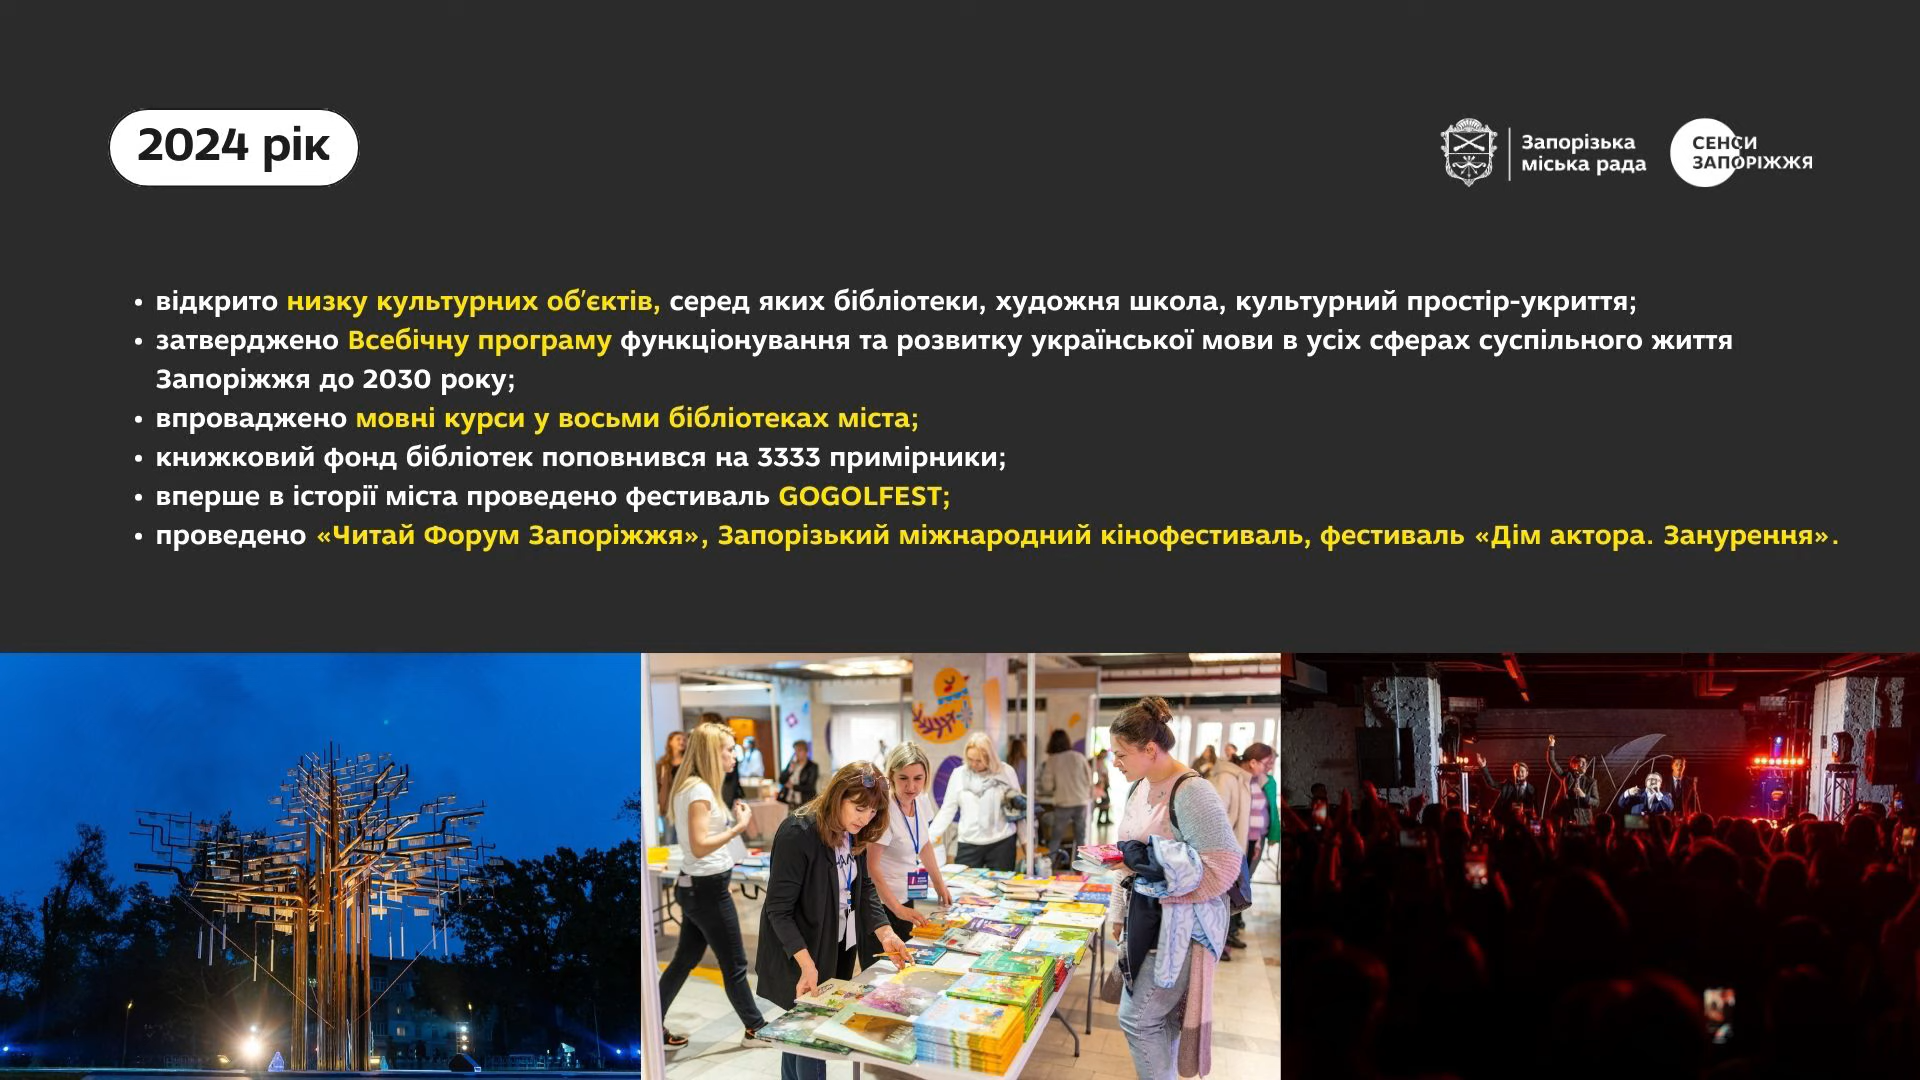 2024 рік
Запорізька
міська рада
СЕНСИ
ЗАПОРІЖЖЯ
• відкрито низку культурних об’єктів, серед яких бібліотеки, художня школа, культурний простір-укриття;
• затверджено Всебічну програму функціонування та розвитку української мови в усіх сферах суспільного життя
Запоріжжя до 2030 року;
• впроваджено мовні курси у восьми бібліотеках міста;
• книжковий фонд бібліотек поповнився на 3333 примірники;
• вперше в історії міста проведено фестиваль GOGOLFEST;
• проведено «Читай Форум Запоріжжя», Запорізький міжнародний кінофестиваль, фестиваль «Дім актора. Занурення».